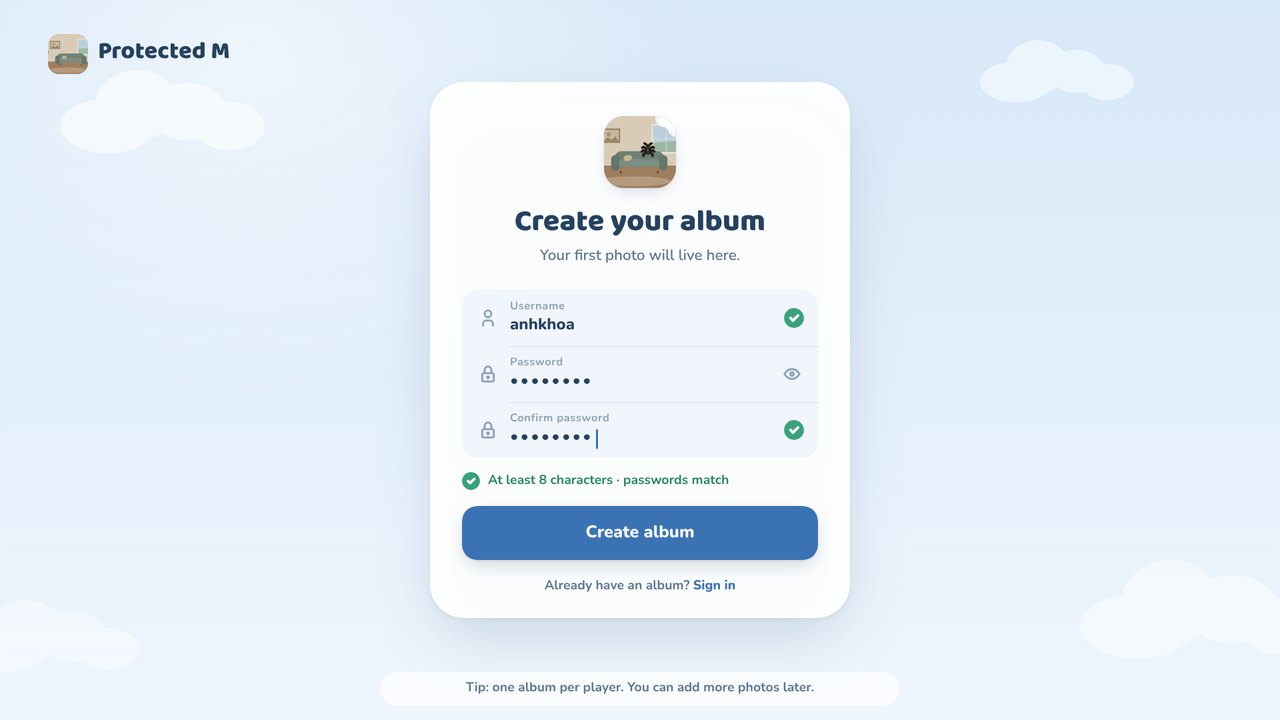 Protected M
Create your album
Your first photo will live here.
Username
anhkhoa
Password
••••••••
Confirm password
••••••••
At least 8 characters · passwords match
Create album
Already have an album? Sign in
Tip: one album per player. You can add more photos later.